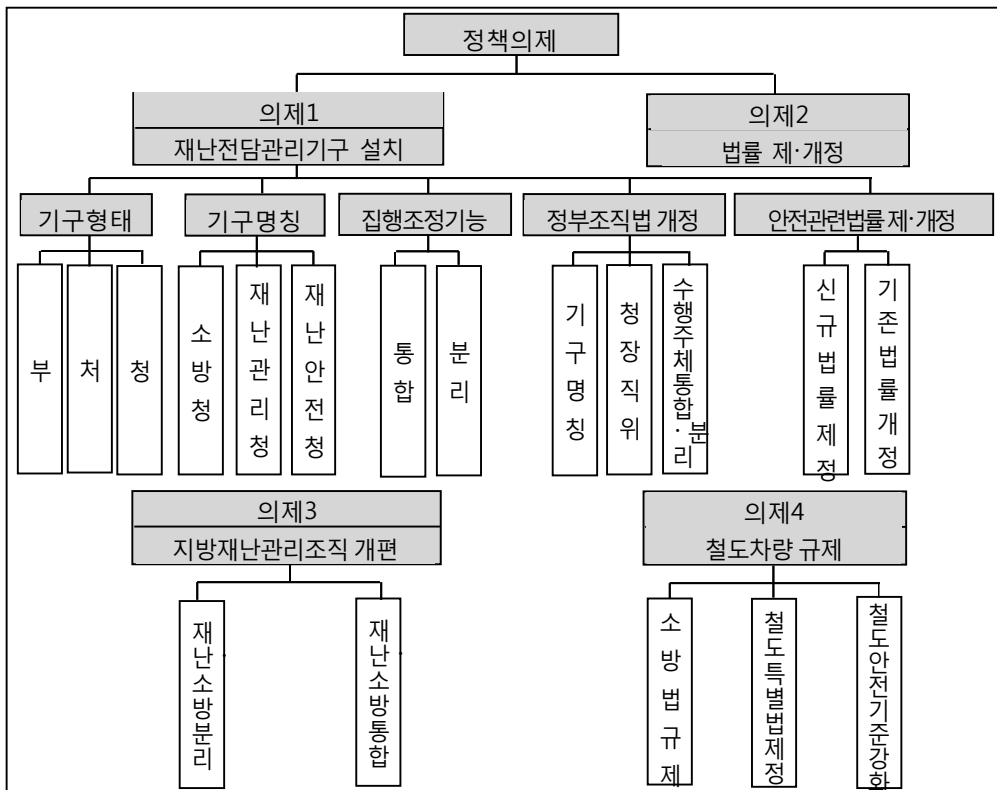 정책의제
의제1
재난전담관리기구 설치
의제2
법률 제·개정
기구형태
기구명칭
집행조정기능
정부조직법 개정
안전관련법률 제·개정
부
처
청
소방청
재난관리청
재난안전청
통합
분리
기구명칭
청장직위
수행주체통합·분리
신규법률제정
기존법률개정
의제3
지방재난관리조직 개편
의제4
철도차량 규제
재난소방분리
재난소방통합
소방법규제
철도특별법제정
철도안전기준강화